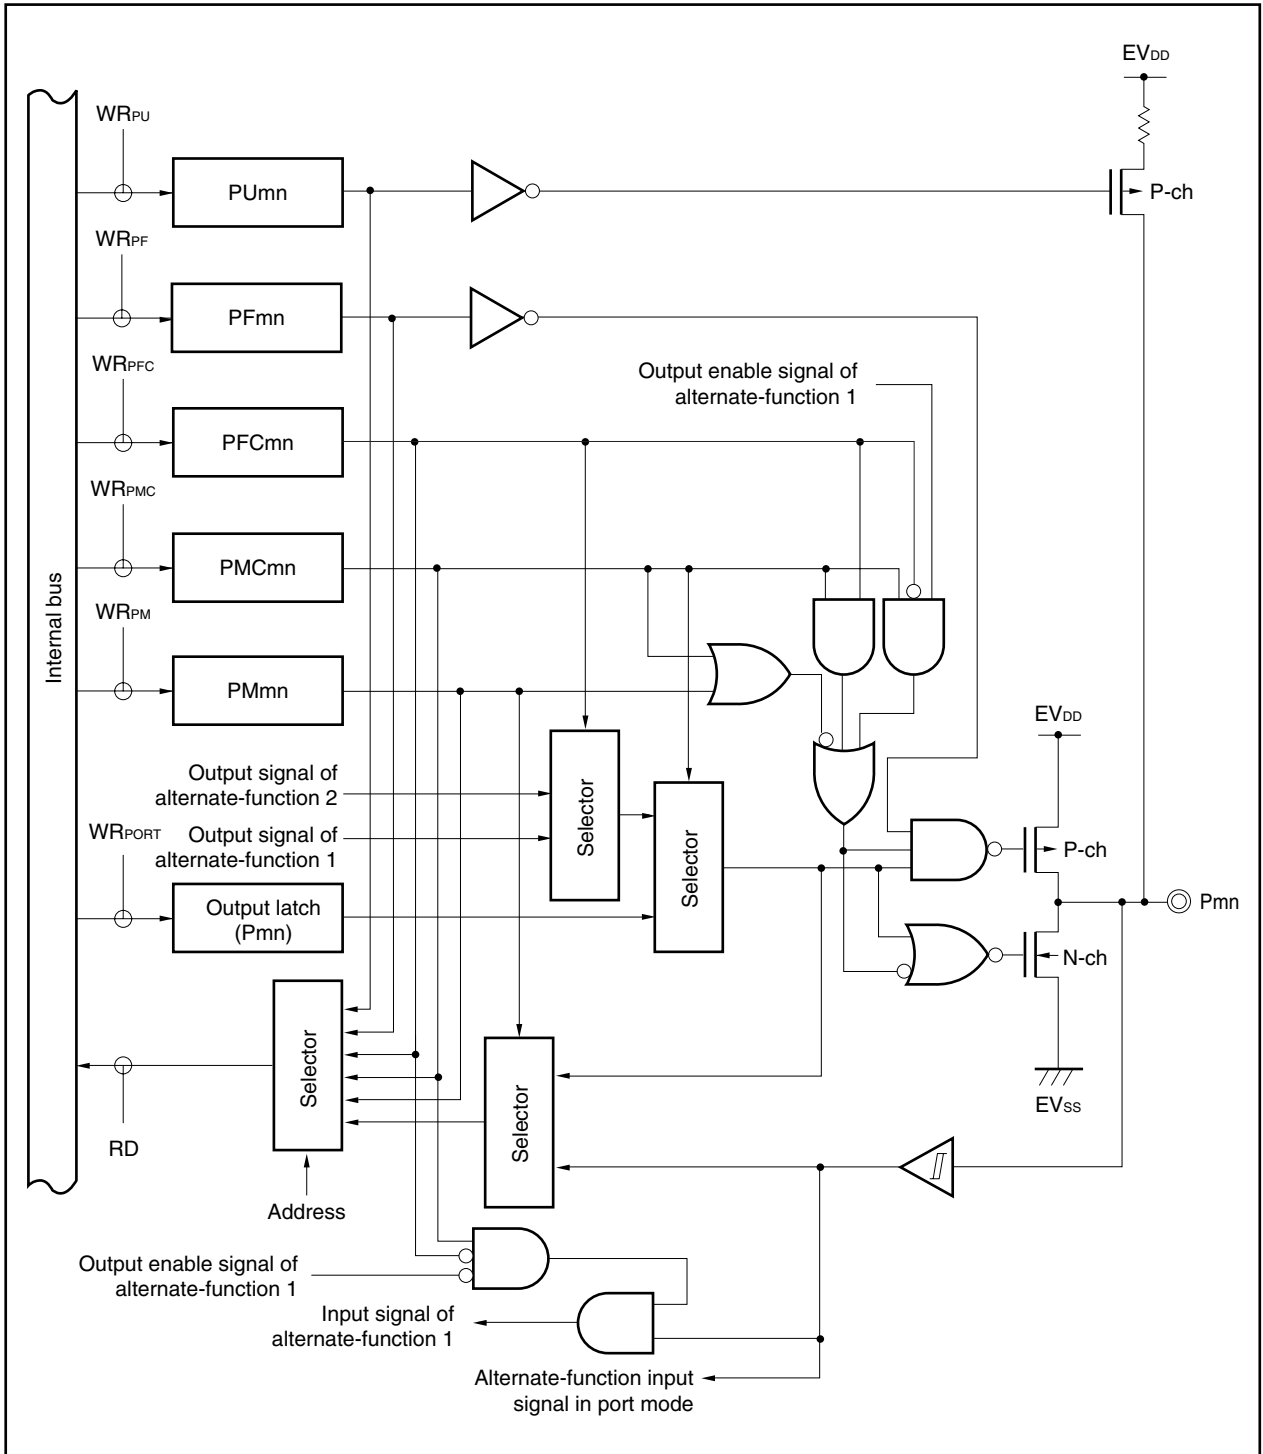 EVDD
WRPU
PUmn
P-ch
WRPF
PFmn
WRPFC
Output enable signal of
alternate-function 1
PFCmn
WRPMC
PMCmn
Internal bus
WRPM
PMmn
EVDD
Output signal of
alternate-function 2
WRPORT
Output signal of
alternate-function 1
Selector
Selector
P-ch
Output latch
(Pmn)
Pmn
N-ch
Selector
Selector
EVSS
RD
Address
Output enable signal of
alternate-function 1
Input signal of
alternate-function 1
Alternate-function input
signal in port mode